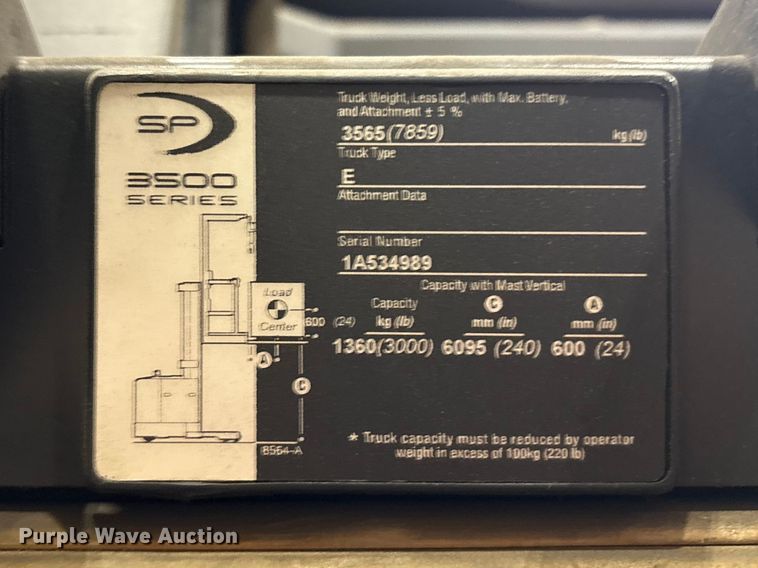 SP
3500
SERIES
Load
Center
600 (24)
A
C
8564-A
Truck Weight, Less Load, with Max. Battery,
and Attachment ± 5 %
3565(7859) kg(lb)
Truck Type
E
Attachment Data
Serial Number
1A534989
Capacity with Mast Vertical
Capacity C A
kg (lb) mm (in) mm (in)
1360(3000) 6095 (240) 600 (24)
* Truck capacity must be reduced by operator
weight in excess of 100kg (220 lb)
Purple Wave Auction